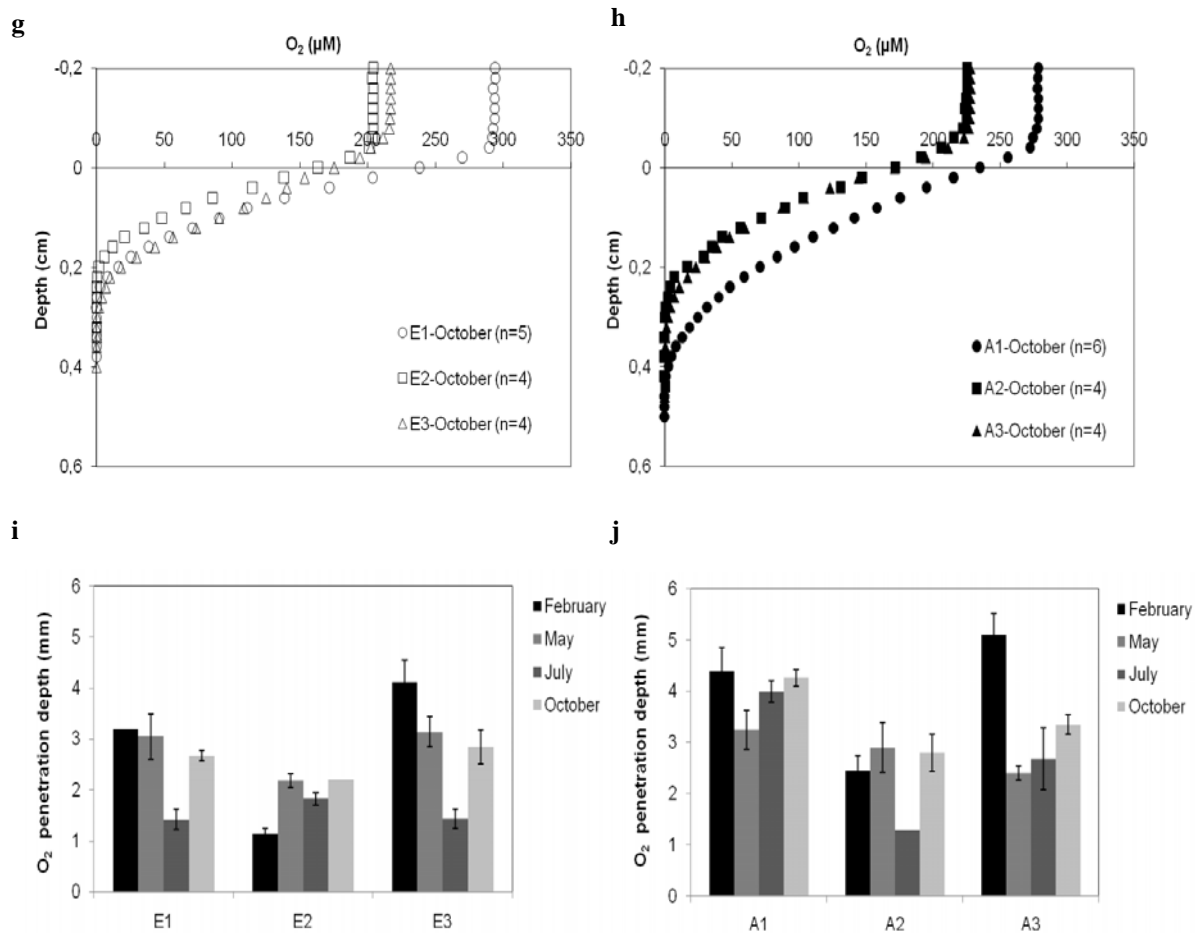 g
O₂ (µM)
-0,2
0 50 100 150 200 250 300 350
0
0,2
0,4
0,6
Depth (cm)
E1-October (n=5)
E2-October (n=4)
E3-October (n=4)
h
O₂ (µM)
-0,2
0 50 100 150 200 250 300 350
0
0,2
0,4
0,6
Depth (cm)
A1-October (n=6)
A2-October (n=4)
A3-October (n=4)
i
6
5
4
3
2
1
0
O₂ penetration depth (mm)
E1 E2 E3
February
May
July
October
j
6
5
4
3
2
1
0
O₂ penetration depth (mm)
A1 A2 A3
February
May
July
October